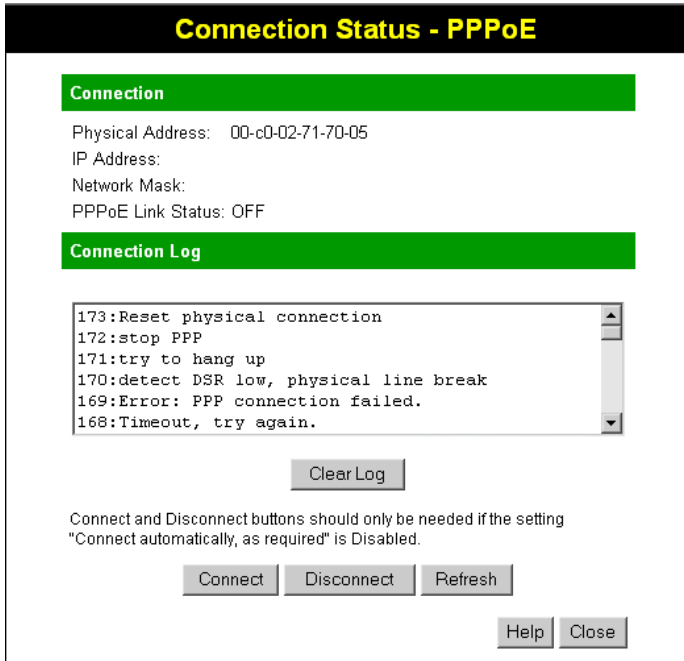 Connection Status - PPPoE
Connection
Physical Address: 00-c0-02-71-70-05
IP Address:
Network Mask:
PPPoE Link Status: OFF
Connection Log
173:Reset physical connection
172:stop PPP
171:try to hang up
170:detect DSR low, physical line break
169:Error: PPP connection failed.
168:Timeout, try again.
Clear Log
Connect and Disconnect buttons should only be needed if the setting
"Connect automatically, as required" is Disabled.
Connect Disconnect Refresh
Help Close